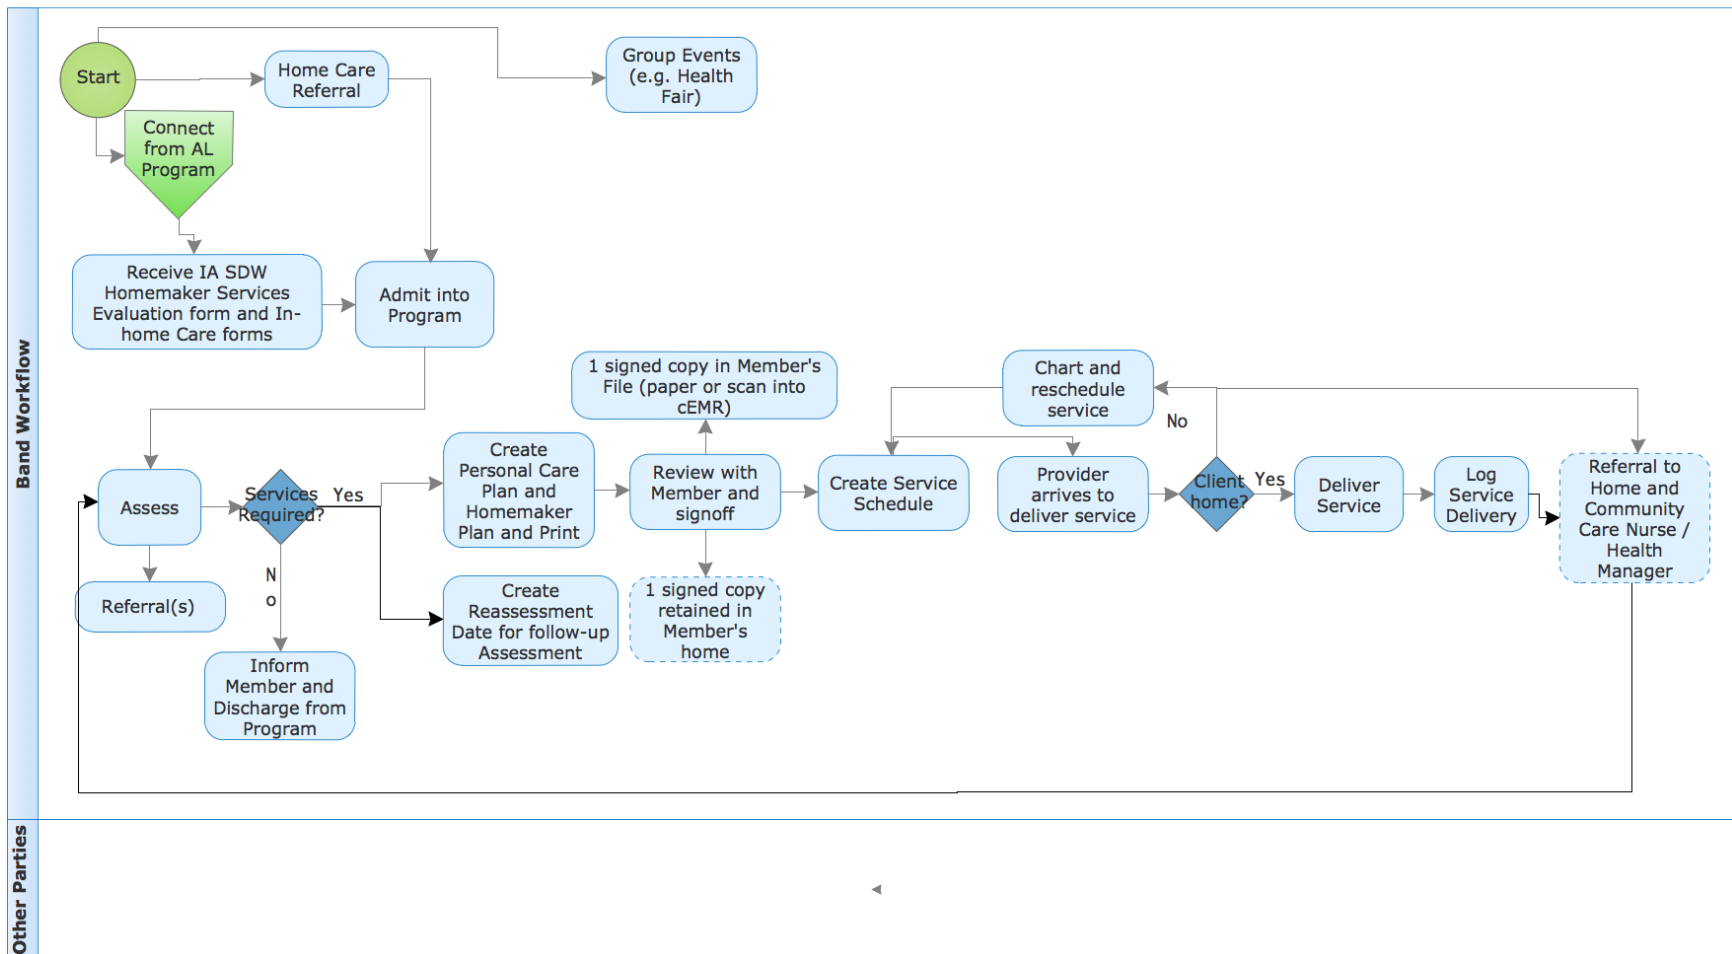 Start
Home Care
Referral
Group Events
(e.g. Health
Fair)
Connect
from AL
Program
Receive IA SDW
Homemaker Services
Evaluation form and In-
home Care forms
Admit into
Program
Band Workflow
1 signed copy in Member's
File (paper or scan into
cEMR)
Chart and
reschedule
service
No
Assess
Services
Required?
Yes
Create
Personal Care
Plan and
Homemaker
Plan and Print
Review with
Member and
signoff
Create Service
Schedule
Provider
arrives to
deliver service
Client
home?
Yes
Deliver
Service
Log
Service
Delivery
Referral to
Home and
Community
Care Nurse /
Health
Manager
Referral(s)
N
o
Create
Reassessment
Date for follow-up
Assessment
1 signed copy
retained in
Member's
home
Inform
Member and
Discharge from
Program
Other Parties